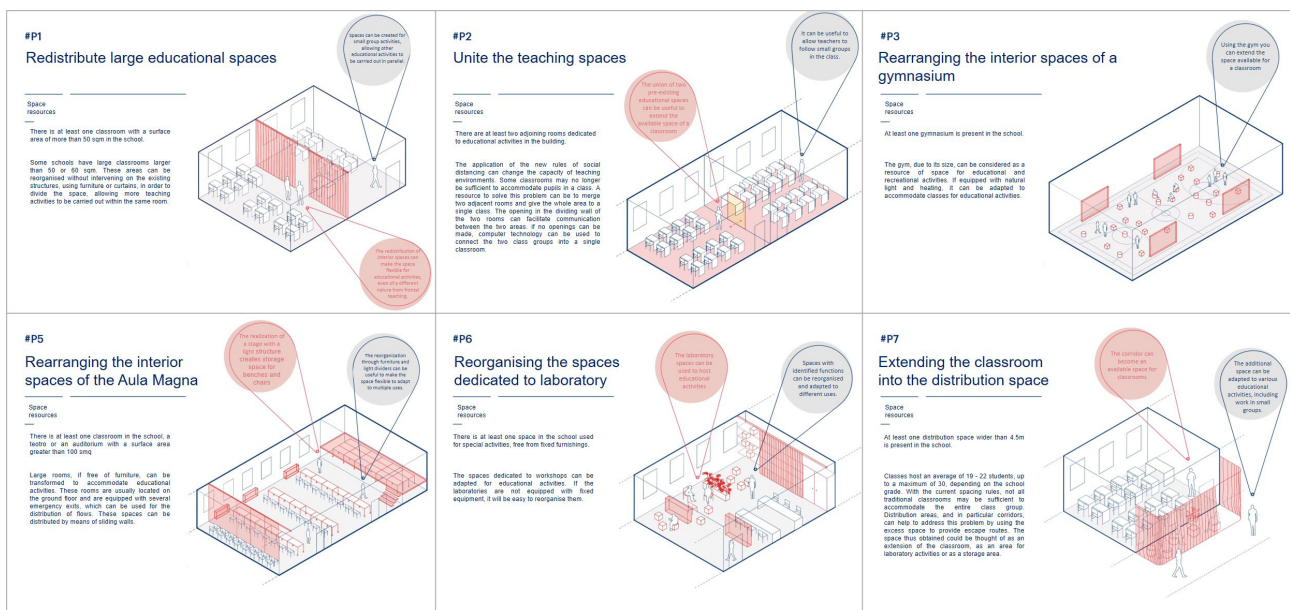 #P1
Redistribute large educational spaces
Spaces can be created for
small group activities,
allowing other
educational activities to
be carried out in parallel.
Space
resources
There is at least one classroom with a surface
area of more than 50 sqm in the school.
Some schools have large classrooms larger
than 50 or 60 sqm. These areas can be
reorganised without intervening on the existing
structures, using furniture or curtains, in order to
divide the space, allowing more teaching
activities to be carried out within the same room.
The redistribution of
interior spaces can
make the space
flexible for
educational activities,
even of a different
nature from frontal
teaching.
#P2
Unite the teaching spaces
It can be useful to
allow teachers to
follow small groups
in the class.
The union of two
pre-existing
educational spaces
can be useful to
extend the
available space of a
classroom
Space
resources
There are at least two adjoining rooms dedicated
to educational activities in the building.
The application of the new rules of social
distancing can change the capacity of teaching
environments. Some classrooms may no longer
be sufficient to accommodate pupils in a class. A
resource to solve this problem can be to merge
two adjacent rooms and give the whole area to a
single class. The opening in the dividing wall of
the two rooms can facilitate communication
between the two areas. if no openings can be
made, computer technology can be used to
connect the two class groups into a single
classroom.
#P3
Rearranging the interior spaces of a
gymnasium
Using the gym you
can extend the
space available for
a classroom
Space
resources
At least one gymnasium is present in the school.
The gym, due to its size, can be considered as a
resource of space for educational and
recreational activities. If equipped with natural
light and heating, it can be adapted to
accommodate classes for educational activities.
#P5
Rearranging the interior
spaces of the Aula Magna
The realization of
a stage with a
light structure
creates storage
space for
benches and
chairs
The reorganization
through furniture and
light dividers can be
useful to make the
space flexible to adapt
to multiple uses.
Space
resources
There is at least one classroom in the school, a
teatro or an auditorium with a surface area
greater than 100 smq
Large rooms, if free of furniture, can be
transformed to accommodate educational
activities. These rooms are usually located on
the ground floor and are equipped with several
emergency exits, which can be used for the
distribution of flows. These spaces can be
distributed by means of sliding walls.
#P6
Reorganising the spaces
dedicated to laboratory
The laboratory
spaces can be
used to host
educational
activities
Spaces with
identified functions
can be reorganised
and adapted to
different uses.
Space
resources
There is at least one space in the school used
for special activities, free from fixed furnishings.
The spaces dedicated to workshops can be
adapted for educational activities. If the
laboratories are not equipped with fixed
equipment, it will be easy to reorganise them.
#P7
Extending the classroom
into the distribution space
The corridor can
become an
available space for
classrooms.
The additional
space can be
adapted to various
educational
activities, including
work in small
groups.
Space
resources
At least one distribution space wider than 4.5m
is present in the school.
Classes host an average of 19 - 22 students, up
to a maximum of 30, depending on the school
grade. With the current spacing rules, not all
traditional classrooms may be sufficient to
accommodate the entire class group.
Distribution areas, and in particular corridors,
can help to address this problem by using the
excess space to provide escape routes. The
space thus obtained could be thought of as an
extension of the classroom, as an area for
laboratory activities or as a storage area.